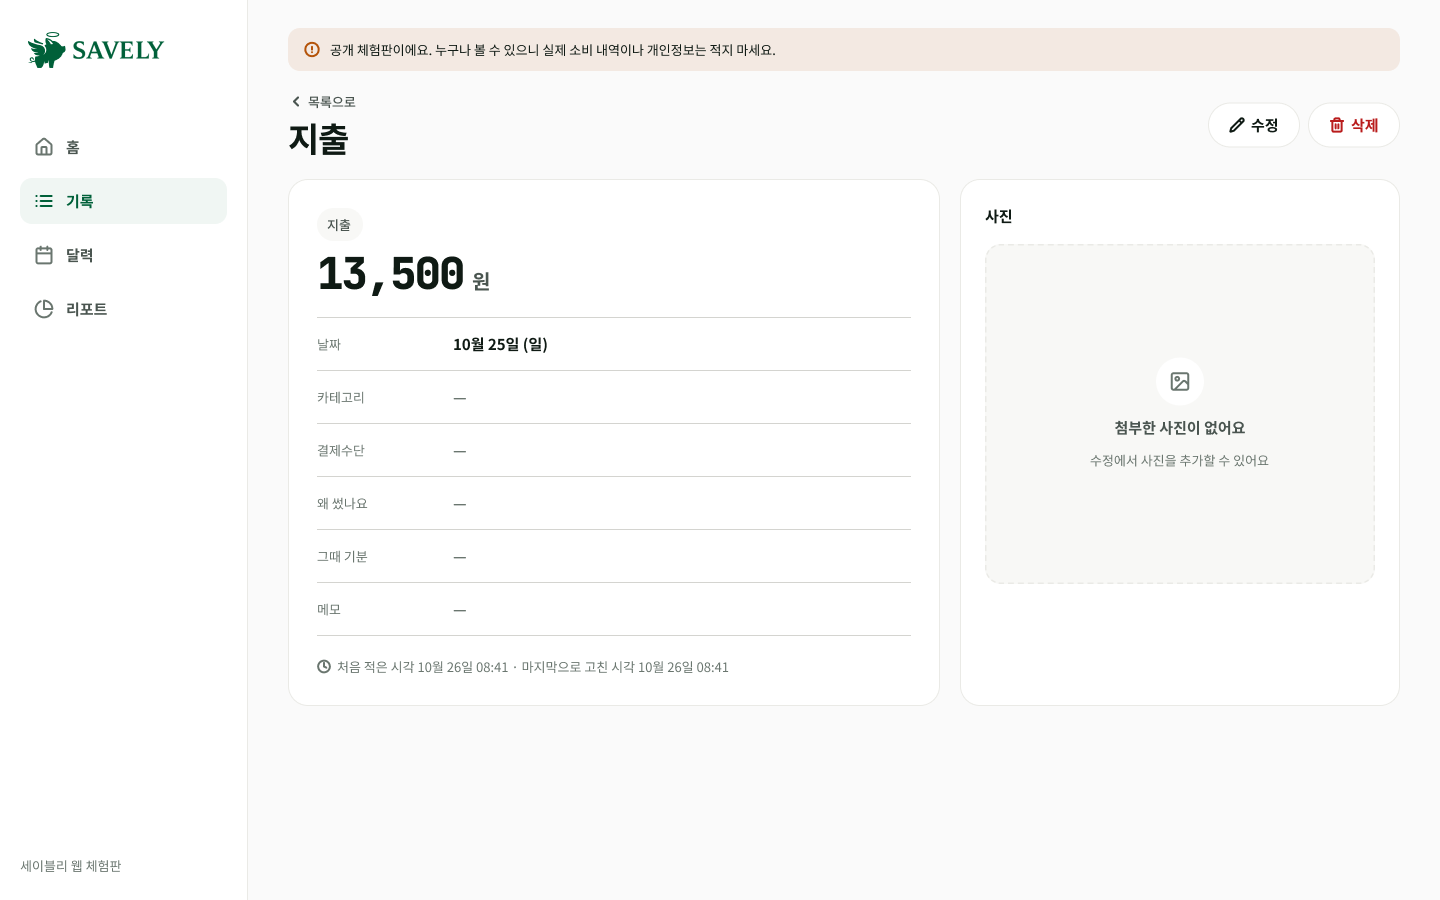 SAVELY
홈
기록
달력
리포트
세이블리 웹 체험판
공개 체험판이에요. 누구나 볼 수 있으니 실제 소비 내역이나 개인정보는 적지 마세요.
목록으로
지출
수정
삭제
지출
13,500 원
날짜 10월 25일 (일)
카테고리 —
결제수단 —
왜 썼나요 —
그때 기분 —
메모 —
처음 적은 시각 10월 26일 08:41 · 마지막으로 고친 시각 10월 26일 08:41
사진
첨부한 사진이 없어요
수정에서 사진을 추가할 수 있어요